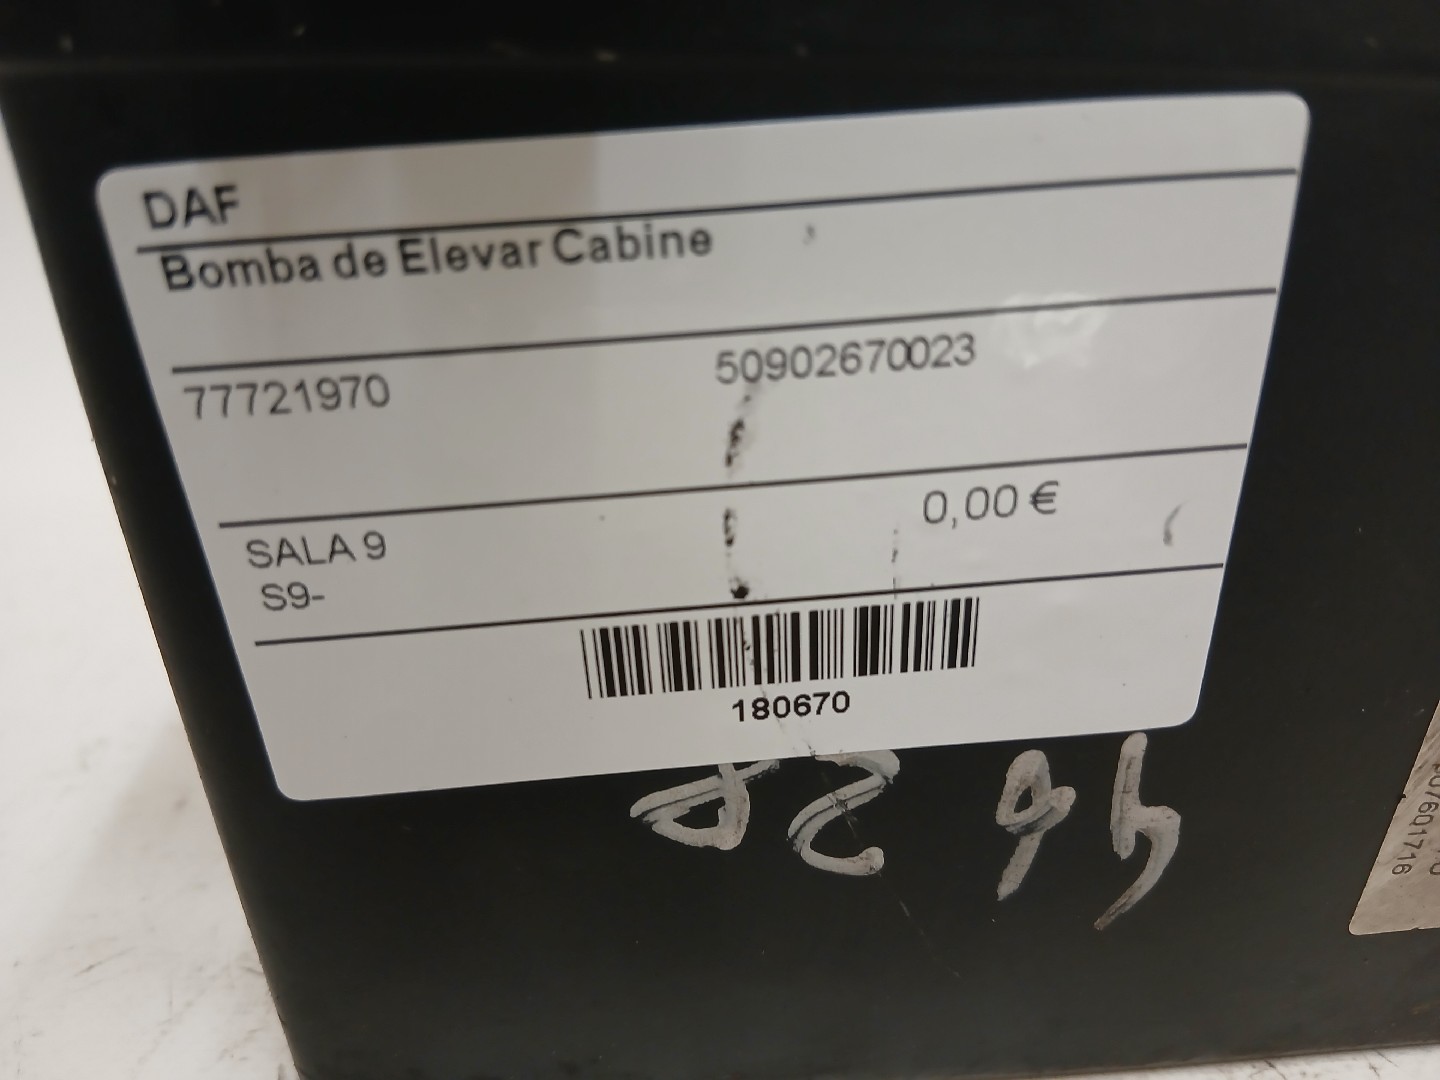 DAF
Bomba de Elevar Cabine
77721970 50902670023
0,00 €
SALA 9
S9-
180670